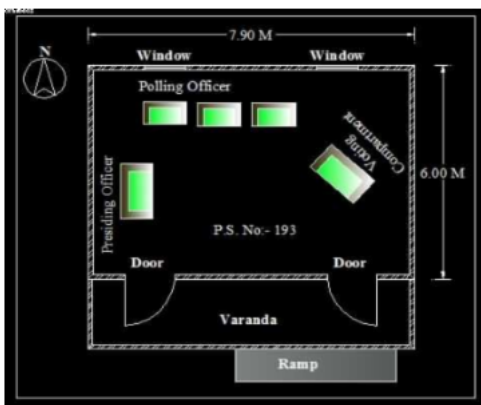 7.90 M
N
Window Window
Polling Officer
Voting
Compartment
6.00 M
Presiding Officer
P.S. No:- 193
Door Door
Varanda
Ramp